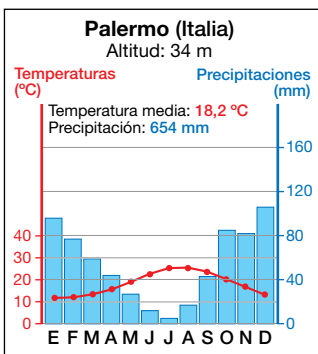 Palermo (Italia)
Altitud: 34 m
Temperaturas
(ºC)
Precipitaciones
(mm)
Temperatura media: 18,2 ºC
Precipitación: 654 mm
160
120
40 80
30
20 40
10
0 0
E F M A M J J A S O N D